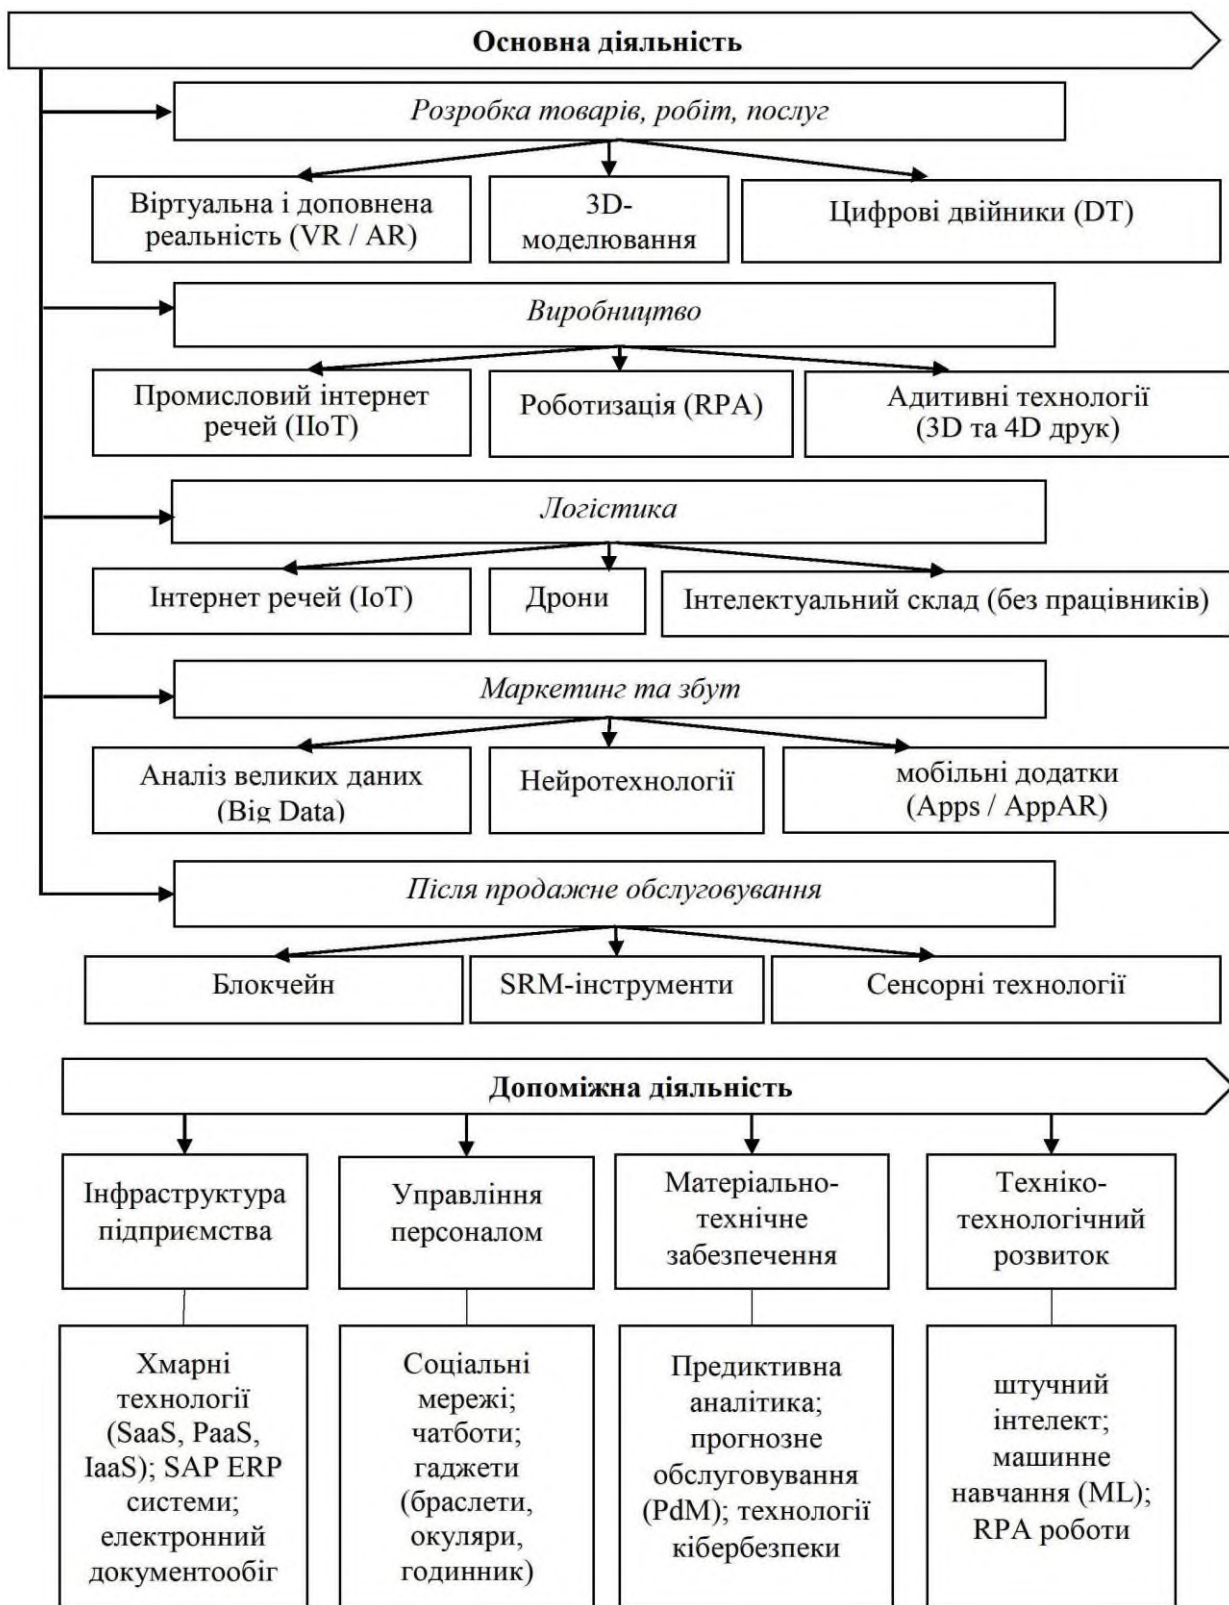 Основна діяльність
Розробка товарів, робіт, послуг
Віртуальна і доповнена
реальність (VR / AR)
3D-
моделювання
Цифрові двійники (DT)
Виробництво
Промисловий інтернет
речей (IIoT)
Роботизація (RPA)
Адитивні технології
(3D та 4D друк)
Логістика
Інтернет речей (IoT)
Дрони
Інтелектуальний склад (без працівників)
Маркетинг та збут
Аналіз великих даних
(Big Data)
Нейротехнології
мобільні додатки
(Apps / AppAR)
Після продажне обслуговування
Блокчейн
SRM-інструменти
Сенсорні технології
Допоміжна діяльність
Інфраструктура
підприємства
Управління
персоналом
Матеріально-
технічне
забезпечення
Техніко-
технологічний
розвиток
Хмарні
технології
(SaaS, PaaS,
IaaS); SAP ERP
системи;
електронний
документообіг
Соціальні
мережі;
чатботи;
гаджети
(браслети,
окуляри,
годинник)
Предиктивна
аналітика;
прогнозне
обслуговування
(PdM); технології
кібербезпеки
штучний
інтелект;
машинне
навчання (ML);
RPA роботи